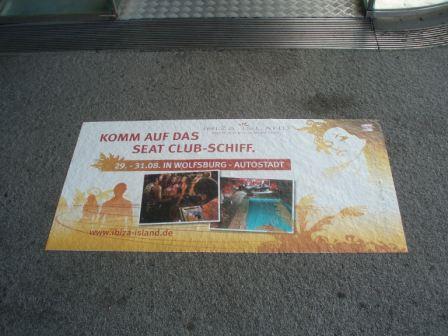 IBIZA ISLAND
KOMM AUF DAS
SEAT CLUB-SCHIFF.
29. - 31.08. IN WOLFSBURG - AUTOSTADT
www.ibiza-island.de